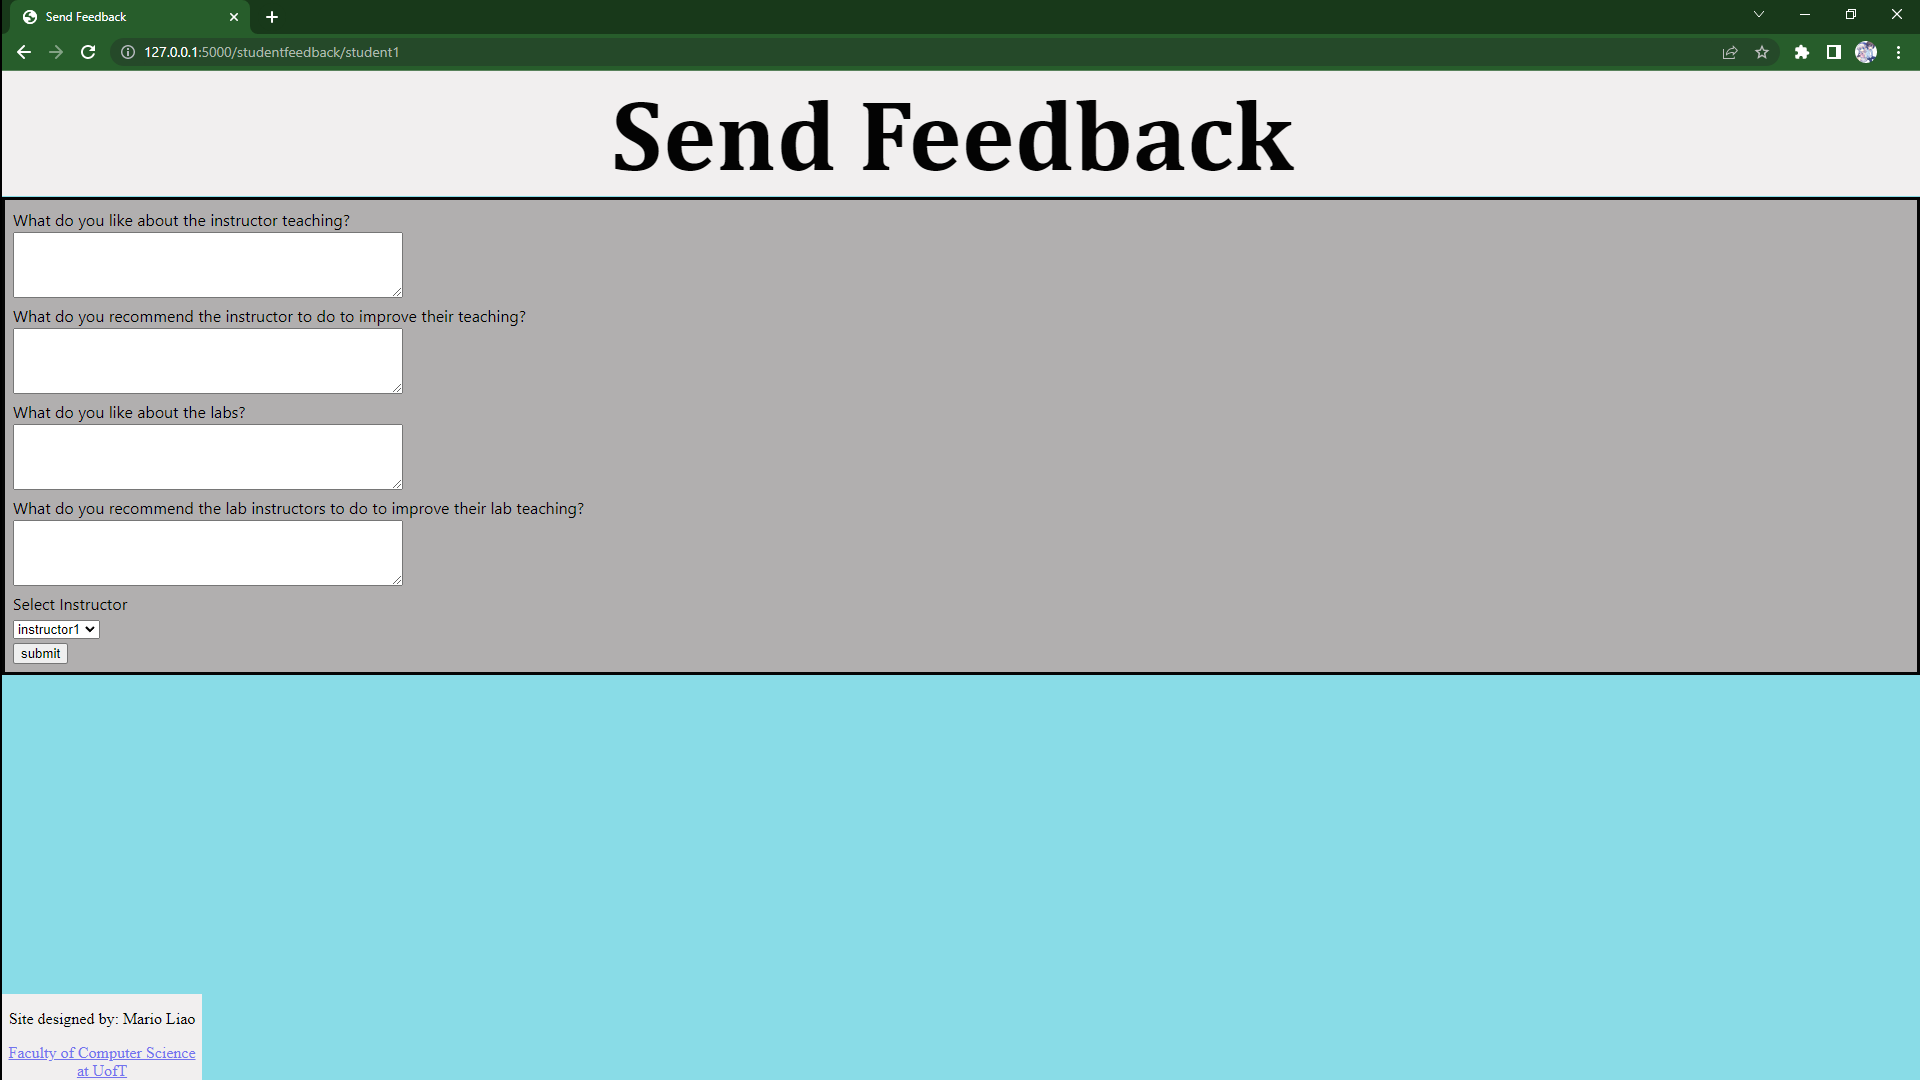 Send Feedback
127.0.0.1:5000/studentfeedback/student1
Send Feedback
What do you like about the instructor teaching?
What do you recommend the instructor to do to improve their teaching?
What do you like about the labs?
What do you recommend the lab instructors to do to improve their lab teaching?
Select Instructor
instructor1
submit
Site designed by: Mario Liao
Faculty of Computer Science
at UofT